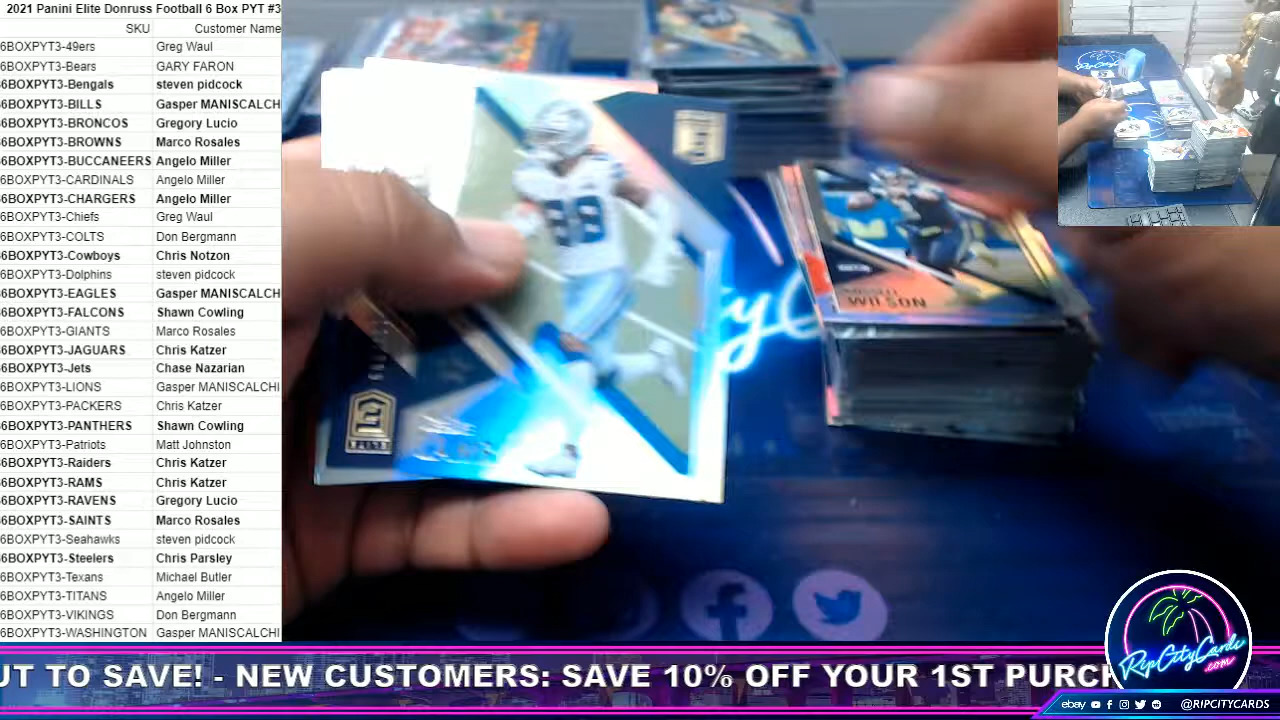 2021 Panini Elite Donruss Football 6 Box PYT #3
SKU Customer Name
6BOXPYT3-49ers Greg Waul
6BOXPYT3-Bears GARY FARON
6BOXPYT3-Bengals steven pidcock
6BOXPYT3-BILLS Gasper MANISCALCH
6BOXPYT3-BRONCOS Gregory Lucio
6BOXPYT3-BROWNS Marco Rosales
6BOXPYT3-BUCCANEERS Angelo Miller
6BOXPYT3-CARDINALS Angelo Miller
6BOXPYT3-CHARGERS Angelo Miller
6BOXPYT3-Chiefs Greg Waul
6BOXPYT3-COLTS Don Bergmann
6BOXPYT3-Cowboys Chris Notzon
6BOXPYT3-Dolphins steven pidcock
6BOXPYT3-EAGLES Gasper MANISCALCH
6BOXPYT3-FALCONS Shawn Cowling
6BOXPYT3-GIANTS Marco Rosales
6BOXPYT3-JAGUARS Chris Katzer
6BOXPYT3-Jets Chase Nazarian
6BOXPYT3-LIONS Gasper MANISCALCHI
6BOXPYT3-PACKERS Chris Katzer
6BOXPYT3-PANTHERS Shawn Cowling
6BOXPYT3-Patriots Matt Johnston
6BOXPYT3-Raiders Chris Katzer
6BOXPYT3-RAMS Chris Katzer
6BOXPYT3-RAVENS Gregory Lucio
6BOXPYT3-SAINTS Marco Rosales
6BOXPYT3-Seahawks steven pidcock
6BOXPYT3-Steelers Chris Parsley
6BOXPYT3-Texans Michael Butler
6BOXPYT3-TITANS Angelo Miller
6BOXPYT3-VIKINGS Don Bergmann
6BOXPYT3-WASHINGTON Gasper MANISCALCHI
88
WILSON
UT TO SAVE! - NEW CUSTOMERS: SAVE 10% OFF YOUR 1ST PURCH
RipCityCards
.com
ebay @RIPCITYCARDS